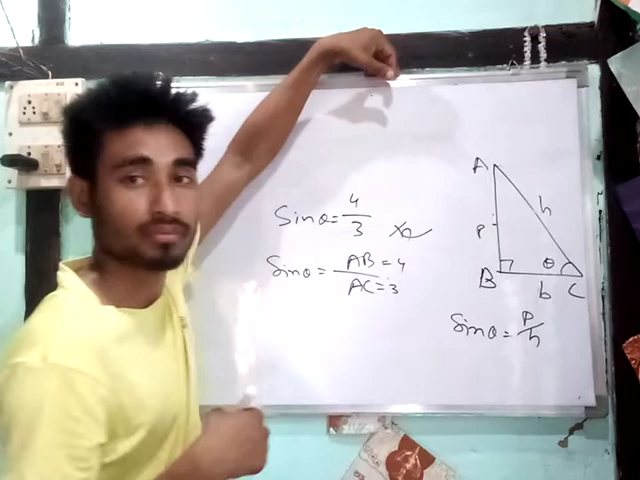 Sinθ = 4/3 ×
Sinθ = AB = 4 / AC = 3
A
P
h
B
θ
b
C
Sinθ = P/h